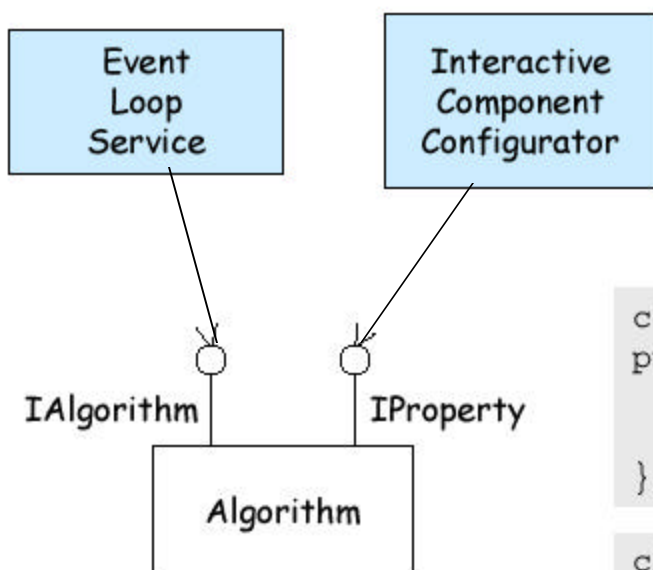 Event
Loop
Service
Interactive
Component
Configurator
IAlgorithm
IProperty
Algorithm
}